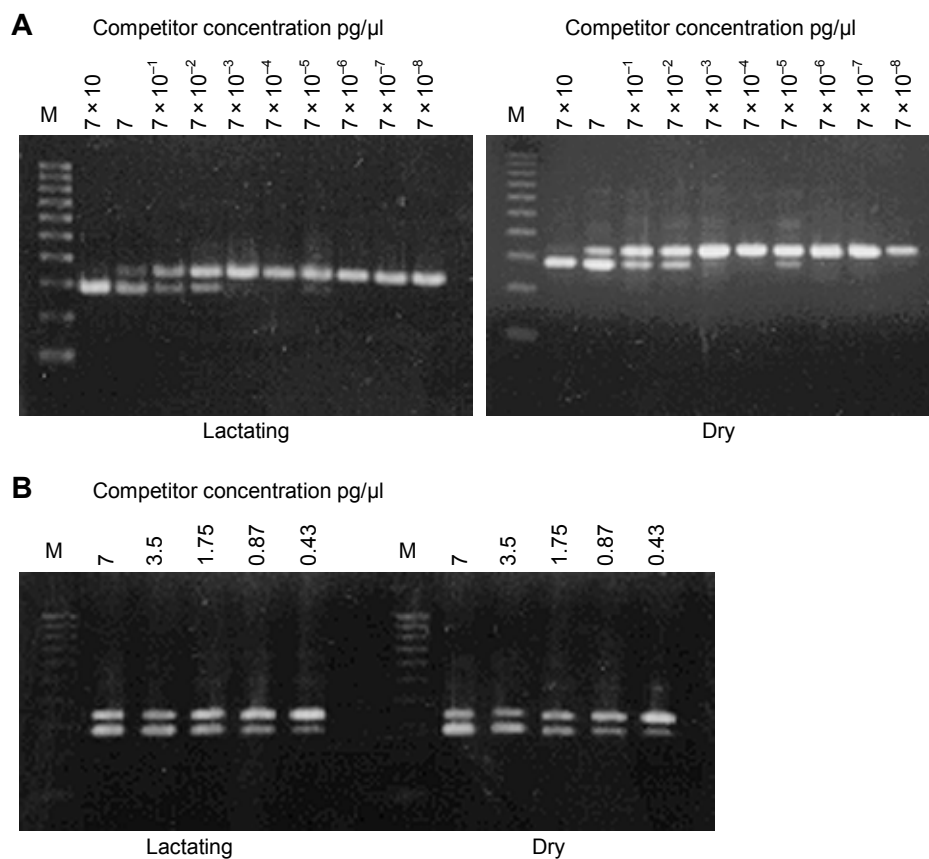 A
Competitor concentration pg/µl
Competitor concentration pg/µl
M
7 × 10
7
7 × 10⁻¹
7 × 10⁻²
7 × 10⁻³
7 × 10⁻⁴
7 × 10⁻⁵
7 × 10⁻⁶
7 × 10⁻⁷
7 × 10⁻⁸
M
7 × 10
7
7 × 10⁻¹
7 × 10⁻²
7 × 10⁻³
7 × 10⁻⁴
7 × 10⁻⁵
7 × 10⁻⁶
7 × 10⁻⁷
7 × 10⁻⁸
Lactating
Dry
B
Competitor concentration pg/µl
M
7
3.5
1.75
0.87
0.43
M
7
3.5
1.75
0.87
0.43
Lactating
Dry